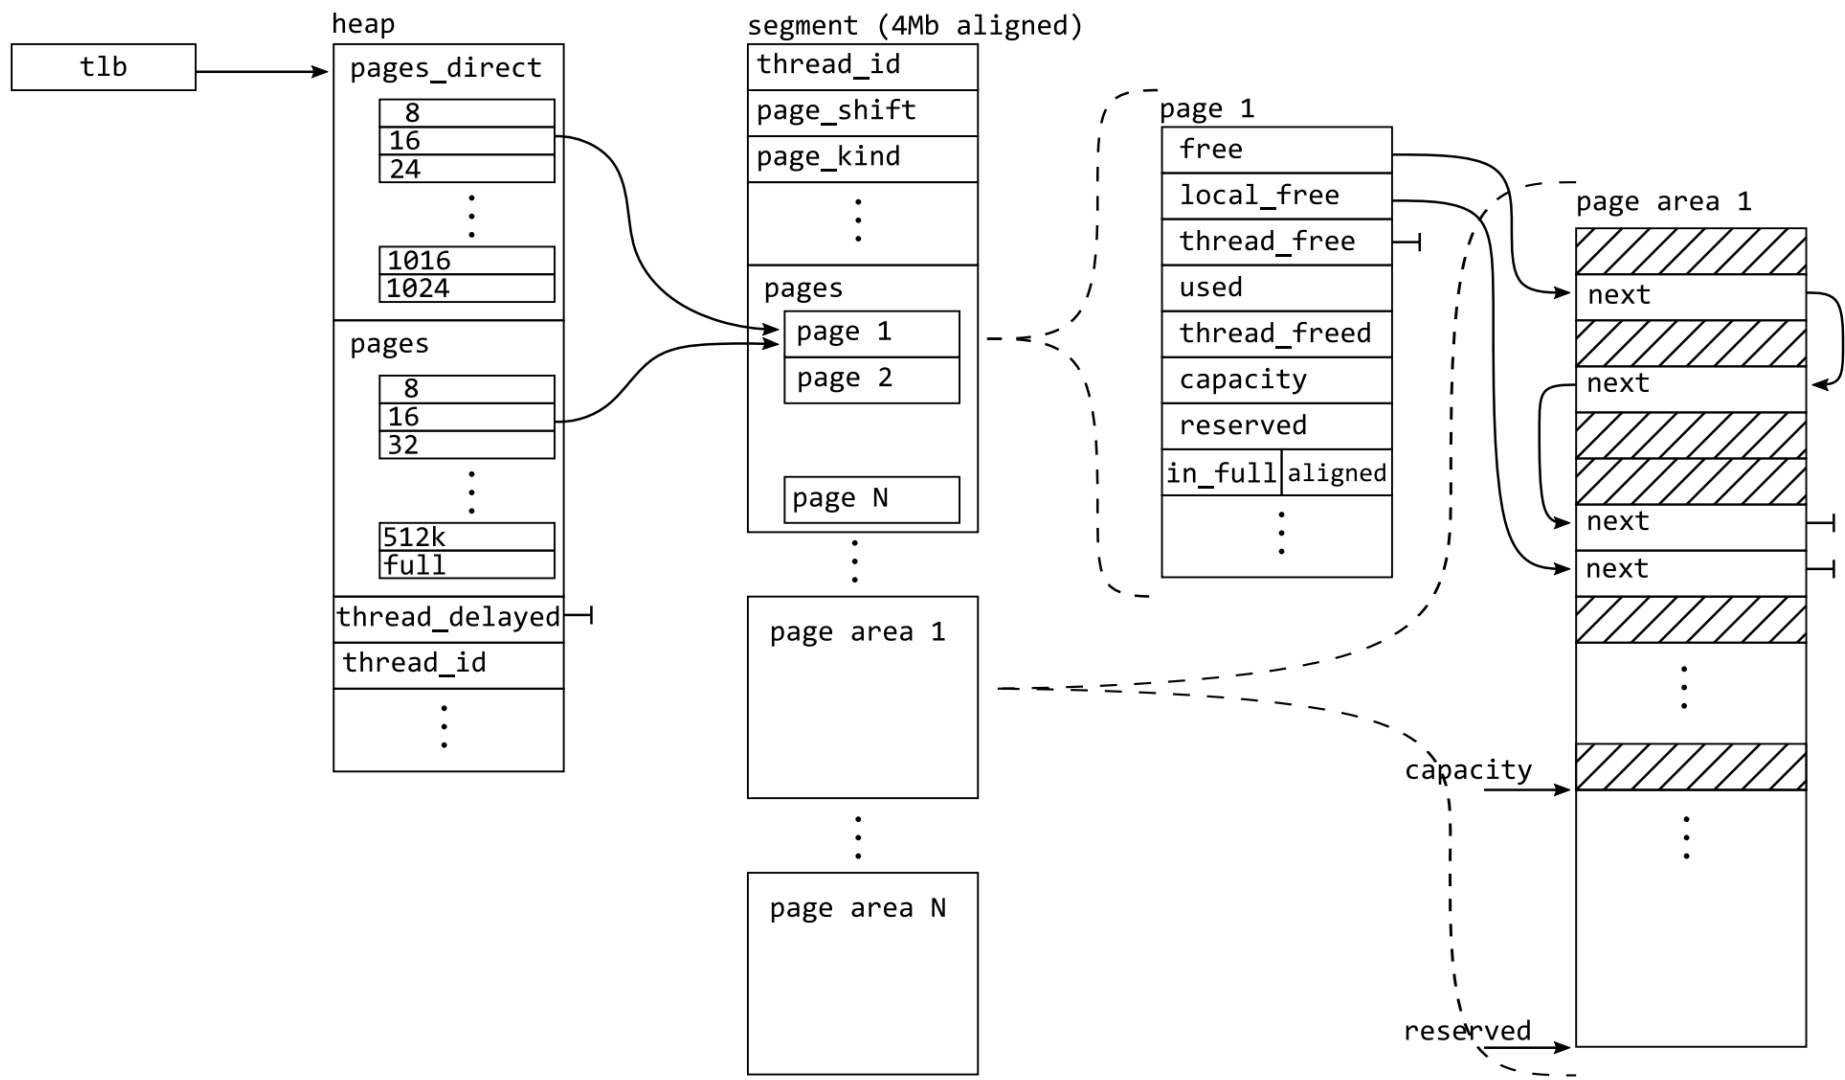 tlb
heap
pages_direct
8
16
24
1016
1024
pages
8
16
32
512k
full
thread_delayed
thread_id
segment (4Mb aligned)
thread_id
page_shift
page_kind
pages
page 1
page 2
page N
page area 1
page area N
page 1
free
local_free
thread_free
used
thread_freed
capacity
reserved
in_full aligned
page area 1
next
next
next
next
capacity
reserved